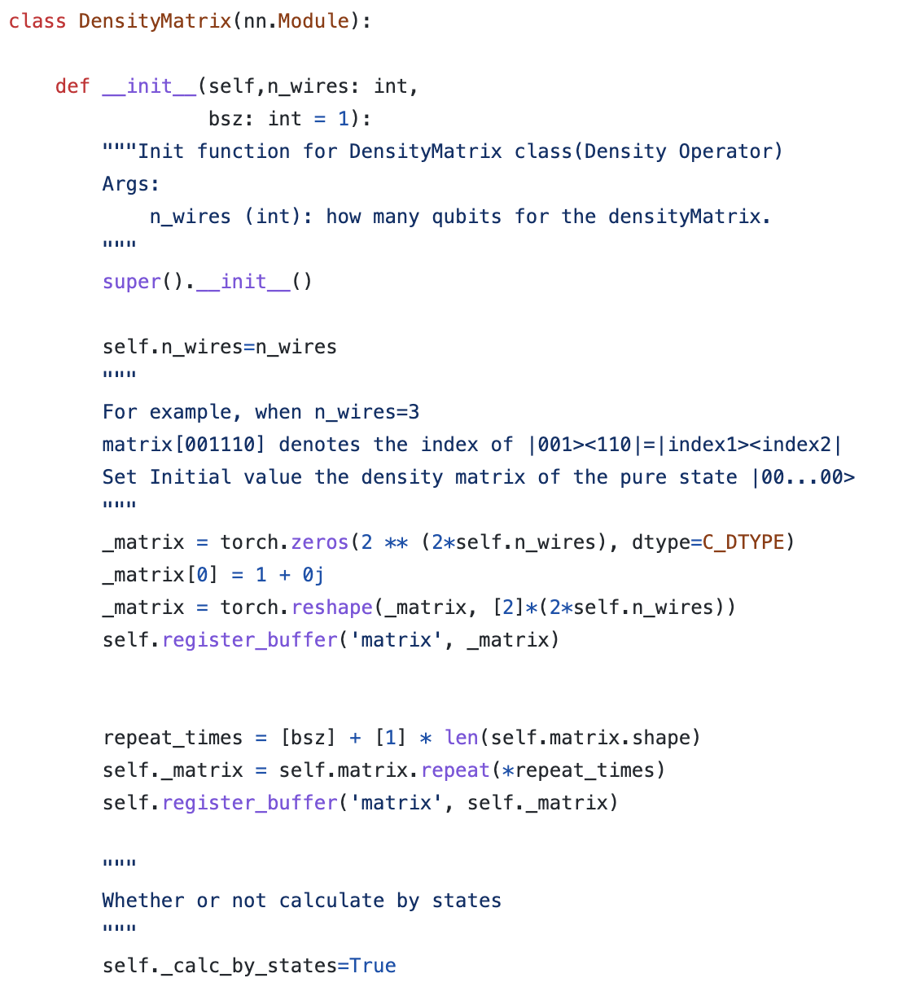 class DensityMatrix(nn.Module):
    def __init__(self,n_wires: int,
                 bsz: int = 1):
        """Init function for DensityMatrix class(Density Operator)
        Args:
            n_wires (int): how many qubits for the densityMatrix.
        """
        super().__init__()
        self.n_wires=n_wires
        """
        For example, when n_wires=3
        matrix[001110] denotes the index of |001><110|=|index1><index2|
        Set Initial value the density matrix of the pure state |00...00>
        """
        _matrix = torch.zeros(2 ** (2*self.n_wires), dtype=C_DTYPE)
        _matrix[0] = 1 + 0j
        _matrix = torch.reshape(_matrix, [2]*(2*self.n_wires))
        self.register_buffer('matrix', _matrix)
        repeat_times = [bsz] + [1] * len(self.matrix.shape)
        self._matrix = self.matrix.repeat(*repeat_times)
        self.register_buffer('matrix', self._matrix)
        """
        Whether or not calculate by states
        """
        self._calc_by_states=True